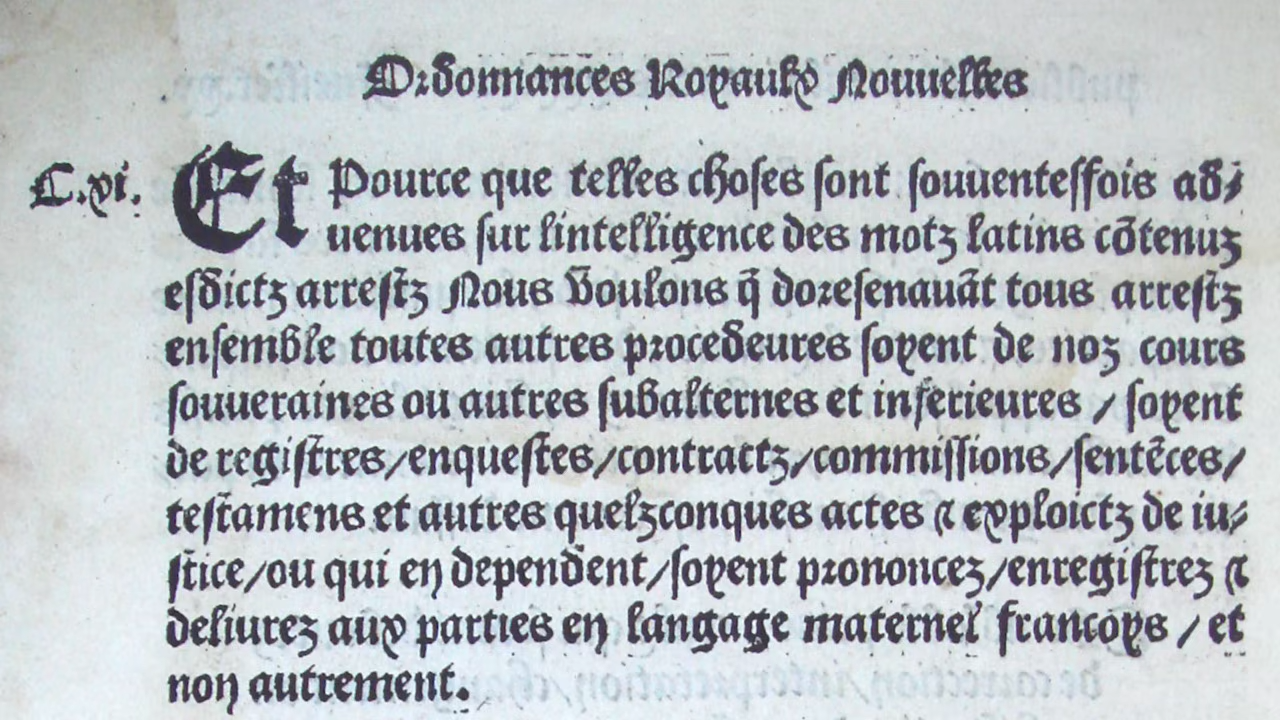 Ordonnances Royaulx Nouuelles
C.xi. Et Pource que telles choses sont souuenteffois ad⸗
uenues sur lintelligence des motz latins cõtenuz
esdictz arrestz Nous voulons q̃ doresenauãt tous arrestz
ensemble toutes autres procedeures soyent de noz cours
souueraines ou autres subalternes et inferieures / soyent
de registres/enquestes/contractz/commissions/sentẽces/
testamens et autres quelzconques actes ⁊ exploictz de iu⸗
stice/ou qui en dependent/soyent prononcez/enregistrez ⁊
deliurez aux parties en langage maternel francoys / et
non autrement.